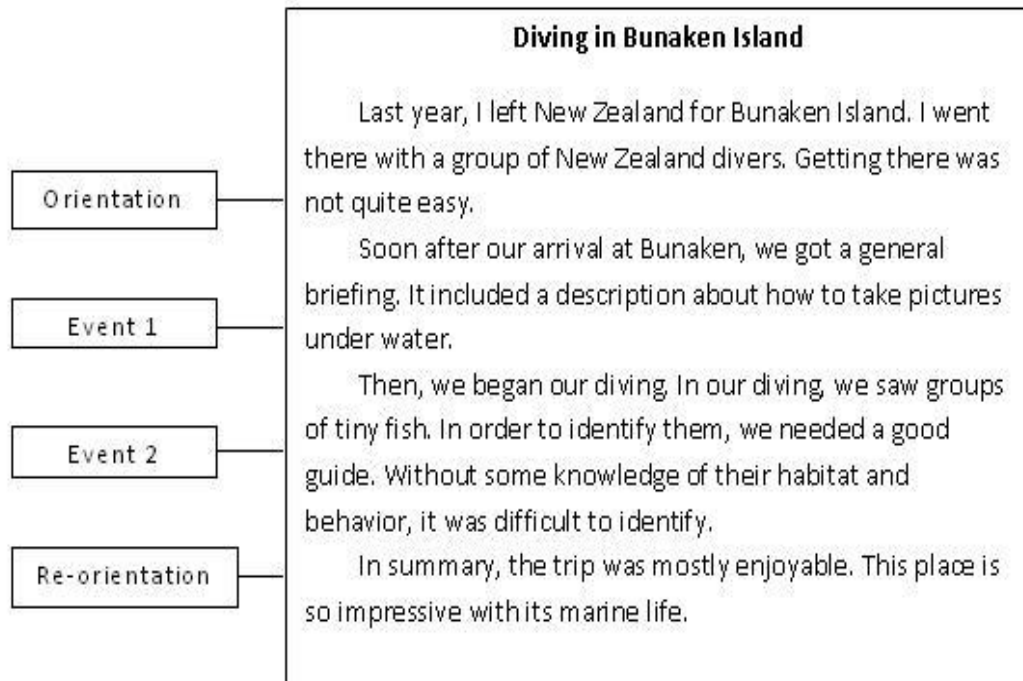 Diving in Bunaken Island
Last year, I left New Zealand for Bunaken Island. I went
there with a group of New Zealand divers. Getting there was
not quite easy.
Soon after our arrival at Bunaken, we got a general
briefing. It included a description about how to take pictures
under water.
Then, we began our diving. In our diving, we saw groups
of tiny fish. In order to identify them, we needed a good
guide. Without some knowledge of their habitat and
behavior, it was difficult to identify.
In summary, the trip was mostly enjoyable. This place is
so impressive with its marine life.
Orientation
Event 1
Event 2
Re-orientation